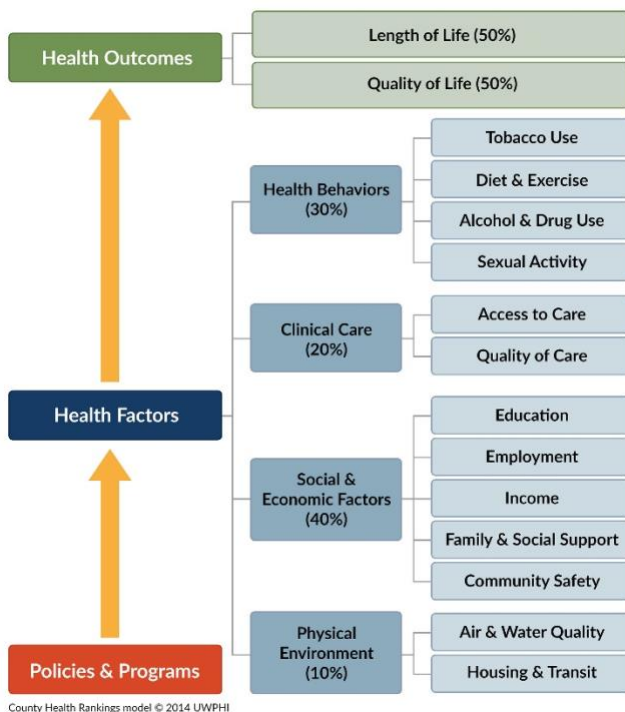 Health Outcomes
Length of Life (50%)
Quality of Life (50%)
Health Behaviors
(30%)
Tobacco Use
Diet & Exercise
Alcohol & Drug Use
Sexual Activity
Clinical Care
(20%)
Access to Care
Quality of Care
Health Factors
Social &
Economic Factors
(40%)
Education
Employment
Income
Family & Social Support
Community Safety
Physical
Environment
(10%)
Air & Water Quality
Housing & Transit
Policies & Programs
County Health Rankings model © 2014 UWPHI